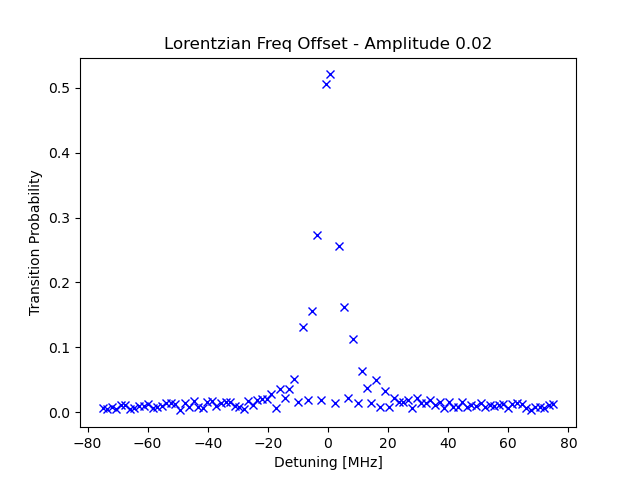 Lorentzian Freq Offset - Amplitude 0.02
Transition Probability
0.5
0.4
0.3
0.2
0.1
0.0
−80 −60 −40 −20 0 20 40 60 80
Detuning [MHz]